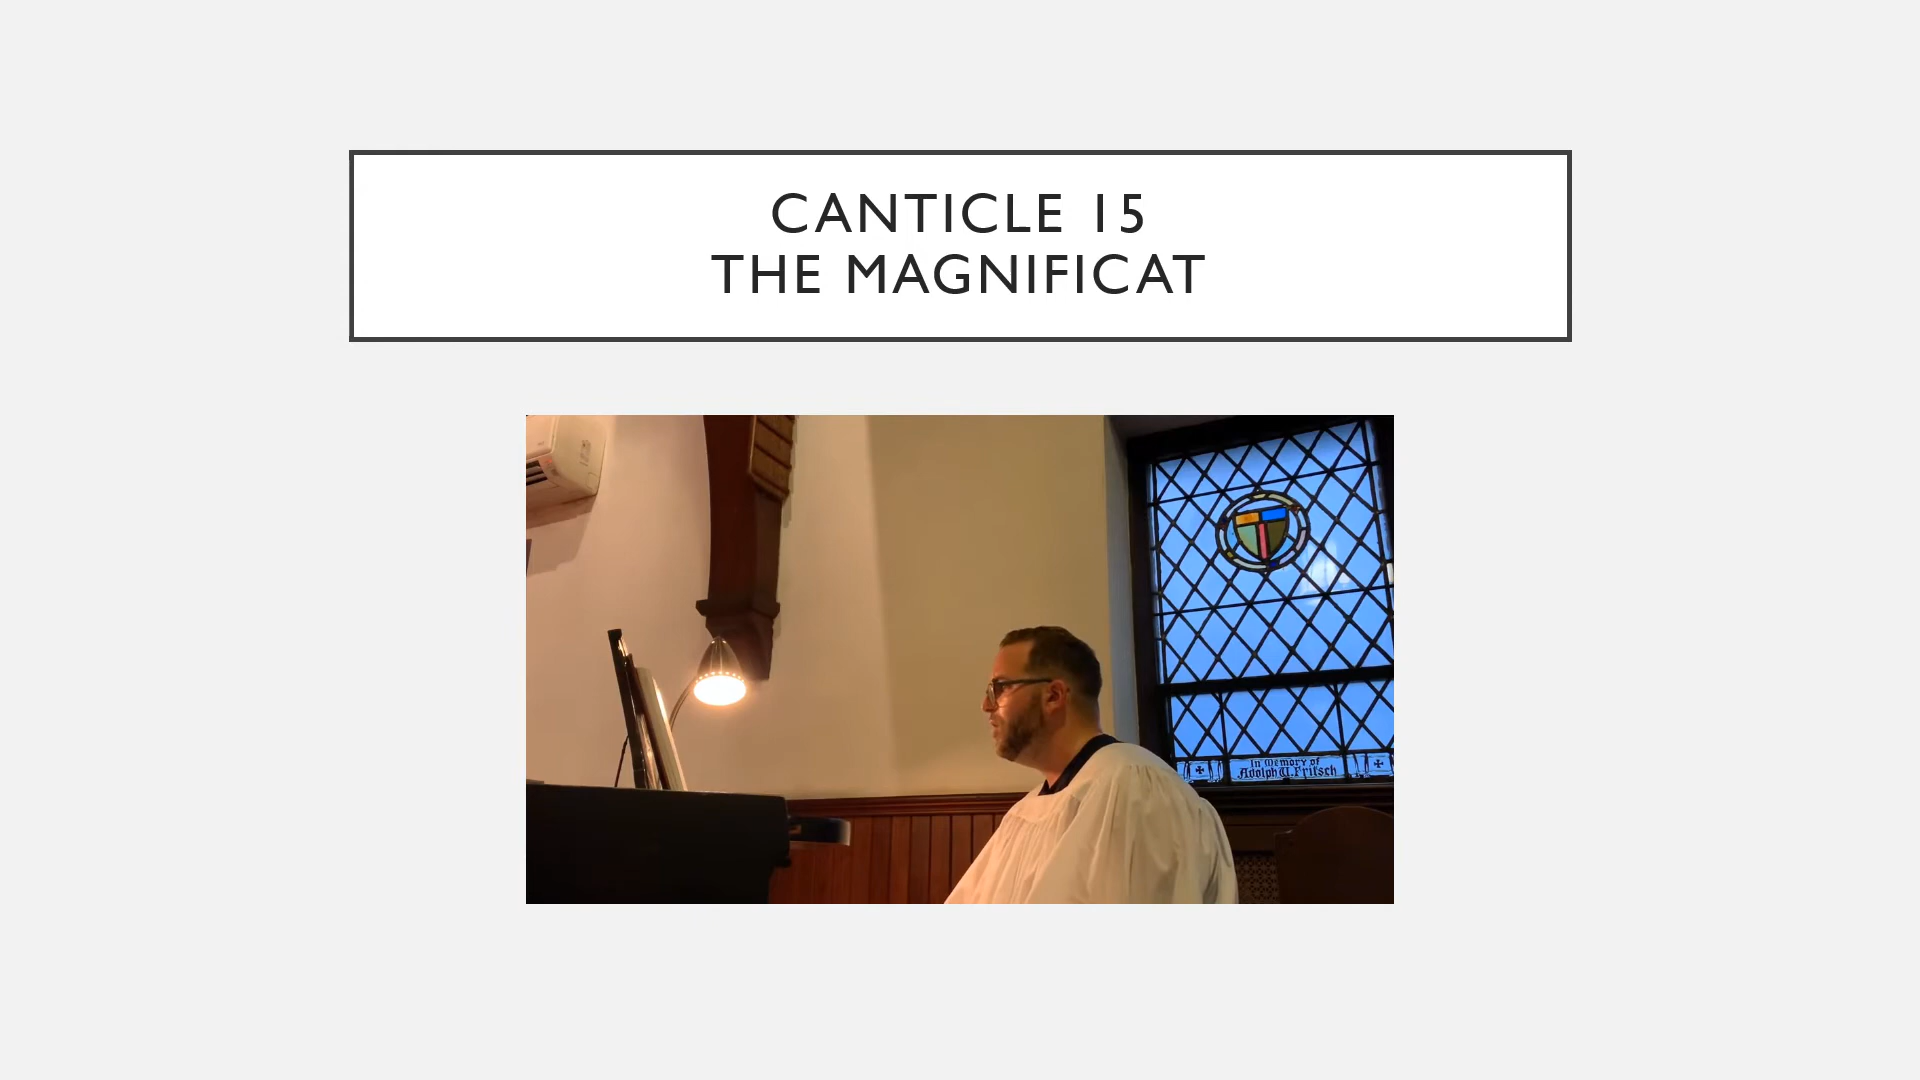 CANTICLE 15
THE MAGNIFICAT
In Memory of
Adolph U. Fritsch